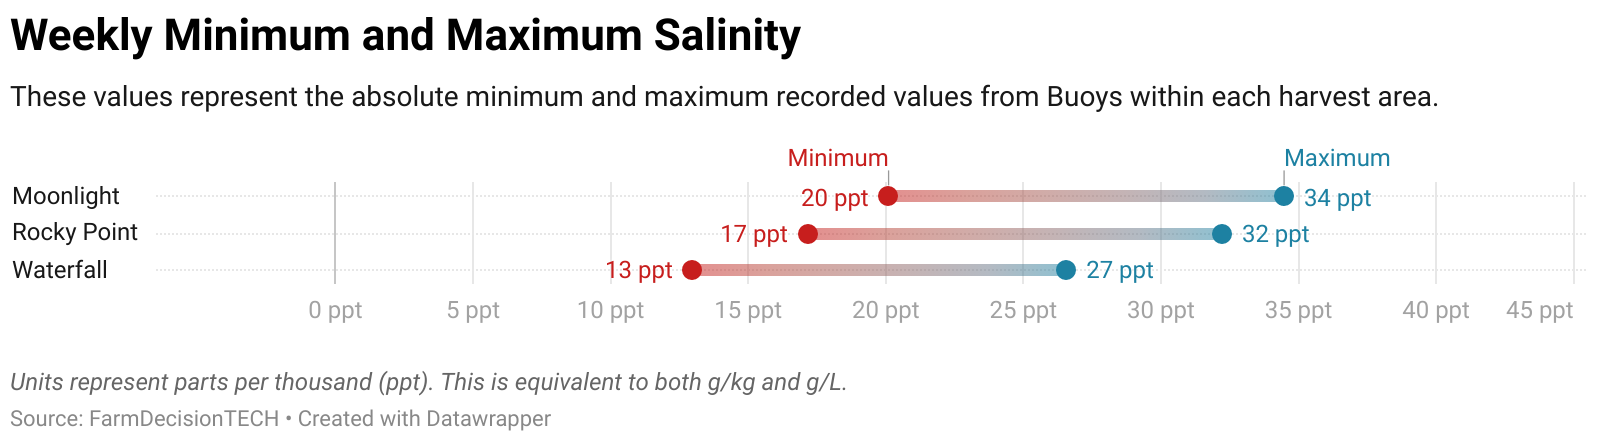 Weekly Minimum and Maximum Salinity
These values represent the absolute minimum and maximum recorded values from Buoys within each harvest area.
Minimum Maximum
Moonlight 20 ppt 34 ppt
Rocky Point 17 ppt 32 ppt
Waterfall 13 ppt 27 ppt
0 ppt 5 ppt 10 ppt 15 ppt 20 ppt 25 ppt 30 ppt 35 ppt 40 ppt 45 ppt
Units represent parts per thousand (ppt). This is equivalent to both g/kg and g/L.
Source: FarmDecisionTECH • Created with Datawrapper